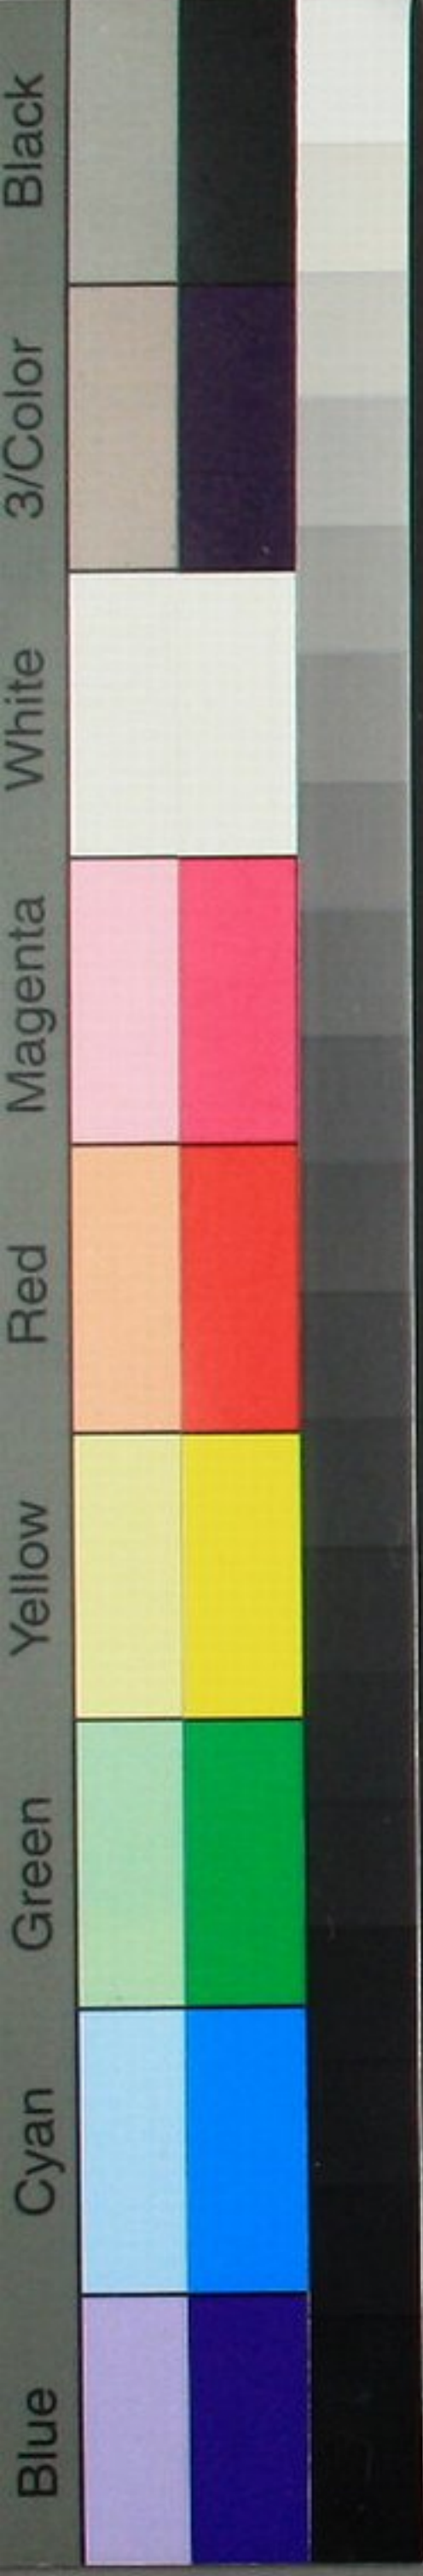 Blue
Cyan
Green
Yellow
Red
Magenta
White
3/Color
Black